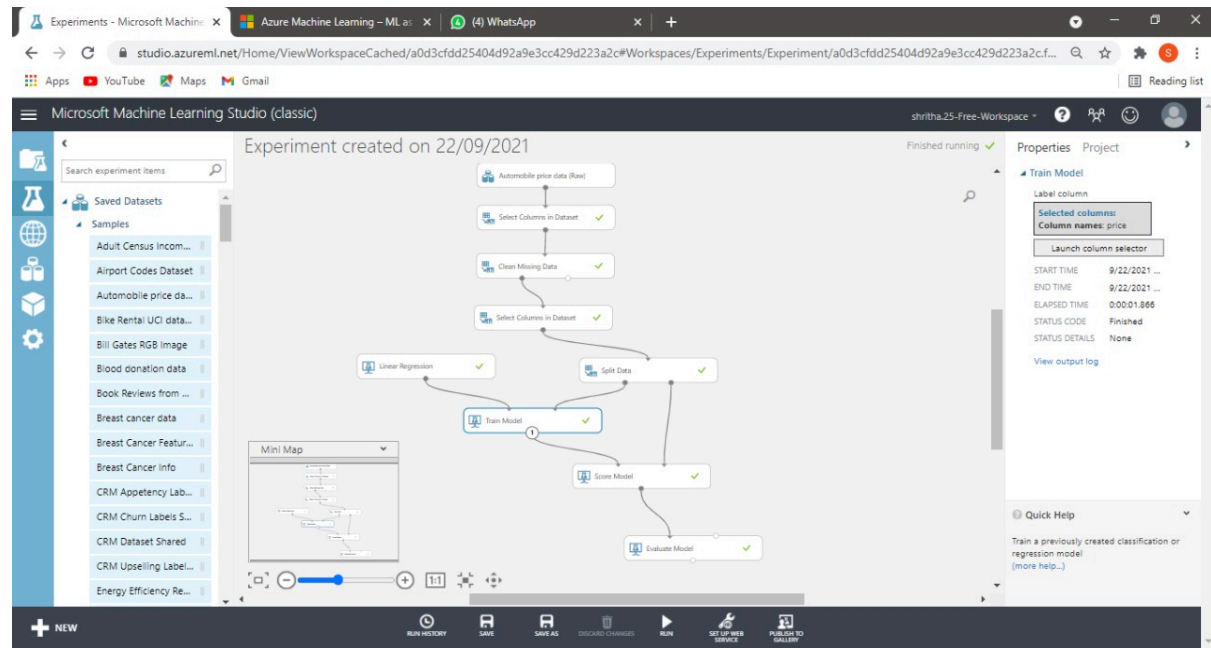 Experiments - Microsoft Machine
Azure Machine Learning – ML as
(4) WhatsApp
studio.azureml.net/Home/ViewWorkspaceCached/a0d3cfdd25404d92a9e3cc429d223a2c#Workspaces/Experiments/Experiment/a0d3cfdd25404d92a9e3cc429d223a2c.f...
S
Apps YouTube Maps Gmail
Reading list
Microsoft Machine Learning Studio (classic)
shritha.25-Free-Workspace
Search experiment items
Saved Datasets
Samples
Adult Census Incom...
Airport Codes Dataset
Automobile price da...
Bike Rental UCI data...
Bill Gates RGB Image
Blood donation data
Book Reviews from ...
Breast cancer data
Breast Cancer Featur...
Breast Cancer Info
CRM Appetency Lab...
CRM Churn Labels S...
CRM Dataset Shared
CRM Upselling Label...
Energy Efficiency Re...
Experiment created on 22/09/2021
Finished running
Automobile price data (Raw)
Select Columns in Dataset
Clean Missing Data
Select Columns in Dataset
Linear Regression
Split Data
Train Model
1
Score Model
Evaluate Model
Mini Map
1:1
Properties Project
Train Model
Label column
Selected columns:
Column names: price
Launch column selector
START TIME 9/22/2021 ...
END TIME 9/22/2021 ...
ELAPSED TIME 0:00:01.866
STATUS CODE Finished
STATUS DETAILS None
View output log
Quick Help
Train a previously created classification or
regression model
(more help...)
NEW
RUN HISTORY
SAVE
SAVE AS
DISCARD CHANGES
RUN
SET UP WEB
SERVICE
PUBLISH TO
GALLERY